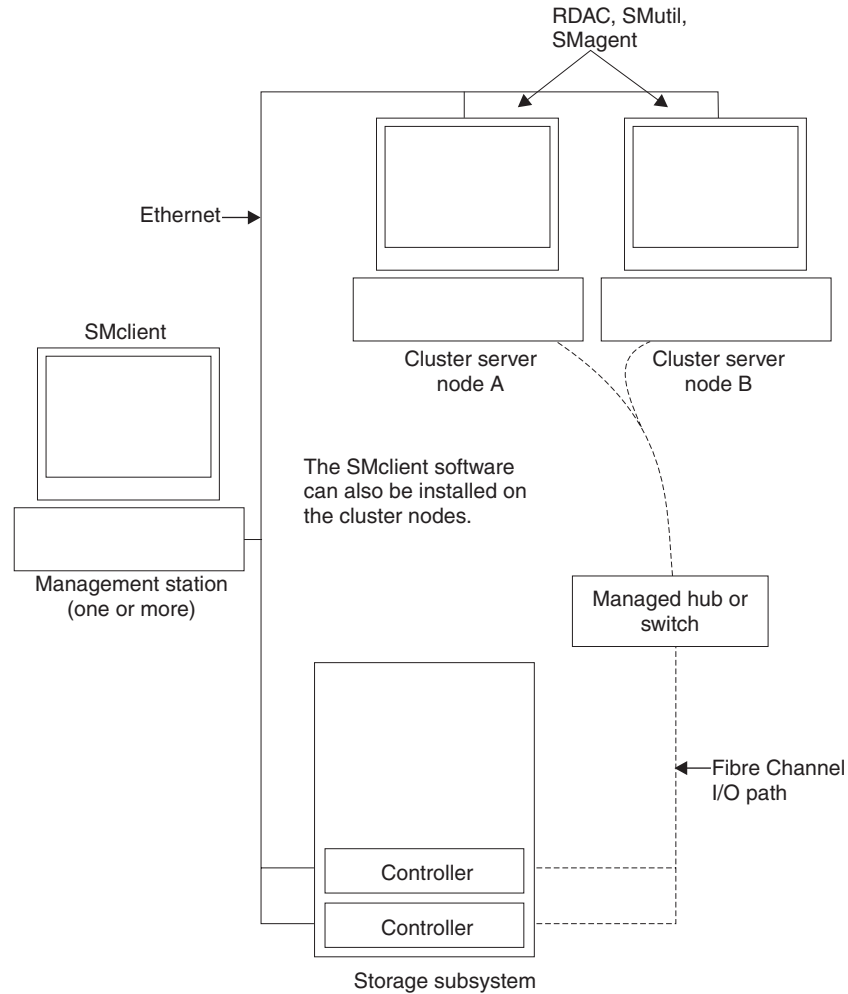 RDAC, SMutil,
SMagent
Ethernet
SMclient
Cluster server
node A
Cluster server
node B
The SMclient software
can also be installed on
the cluster nodes.
Management station
(one or more)
Managed hub or
switch
Fibre Channel
I/O path
Controller
Controller
Storage subsystem